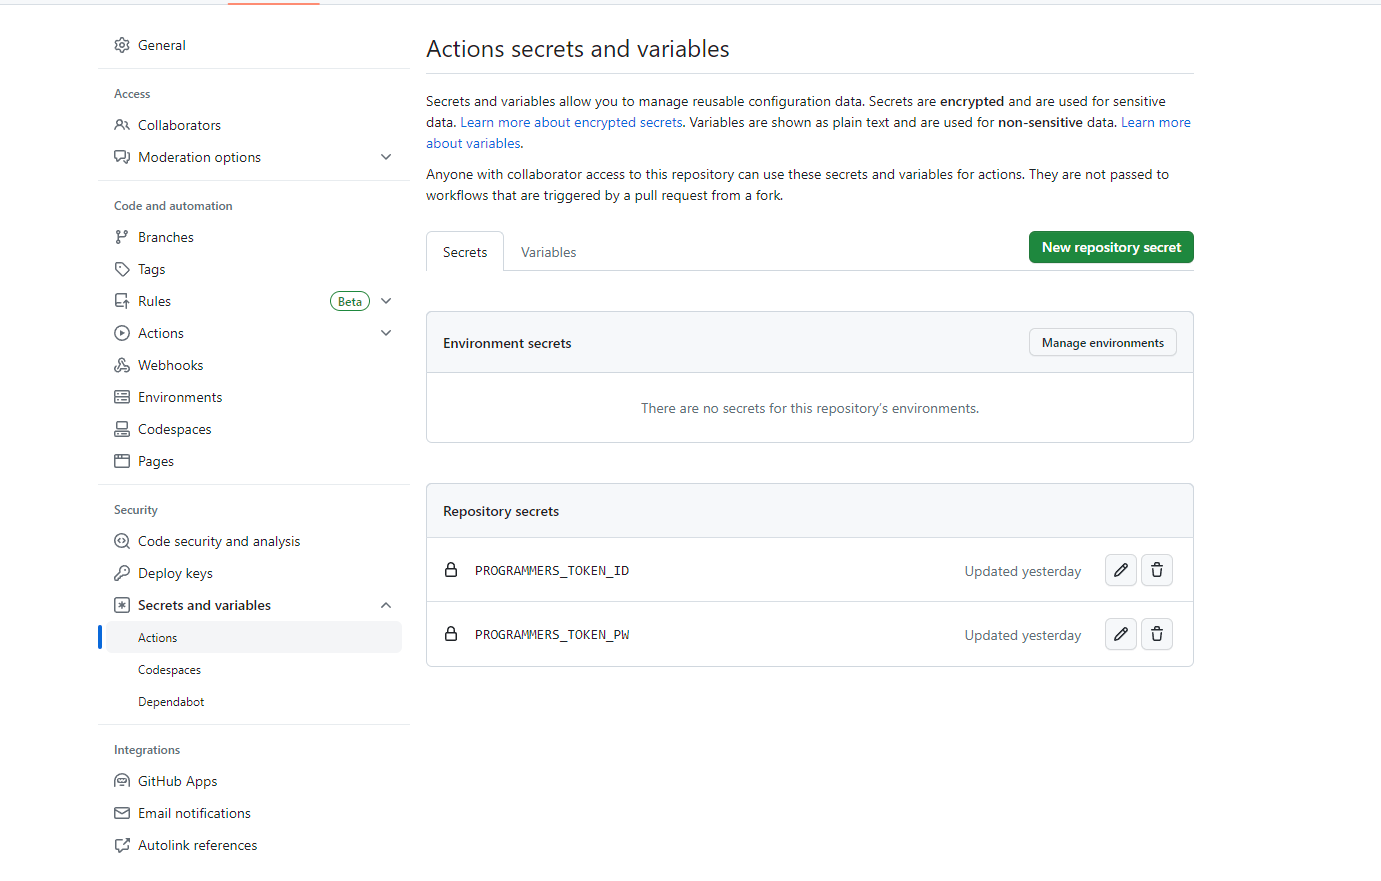 General
Access
Collaborators
Moderation options
Code and automation
Branches
Tags
Rules
Beta
Actions
Webhooks
Environments
Codespaces
Pages
Security
Code security and analysis
Deploy keys
Secrets and variables
Actions
Codespaces
Dependabot
Integrations
GitHub Apps
Email notifications
Autolink references
Actions secrets and variables
Secrets and variables allow you to manage reusable configuration data. Secrets are encrypted and are used for sensitive
data. Learn more about encrypted secrets. Variables are shown as plain text and are used for non-sensitive data. Learn more
about variables.
Anyone with collaborator access to this repository can use these secrets and variables for actions. They are not passed to
workflows that are triggered by a pull request from a fork.
Secrets
Variables
New repository secret
Environment secrets
Manage environments
There are no secrets for this repository's environments.
Repository secrets
PROGRAMMERS_TOKEN_ID
Updated yesterday
PROGRAMMERS_TOKEN_PW
Updated yesterday